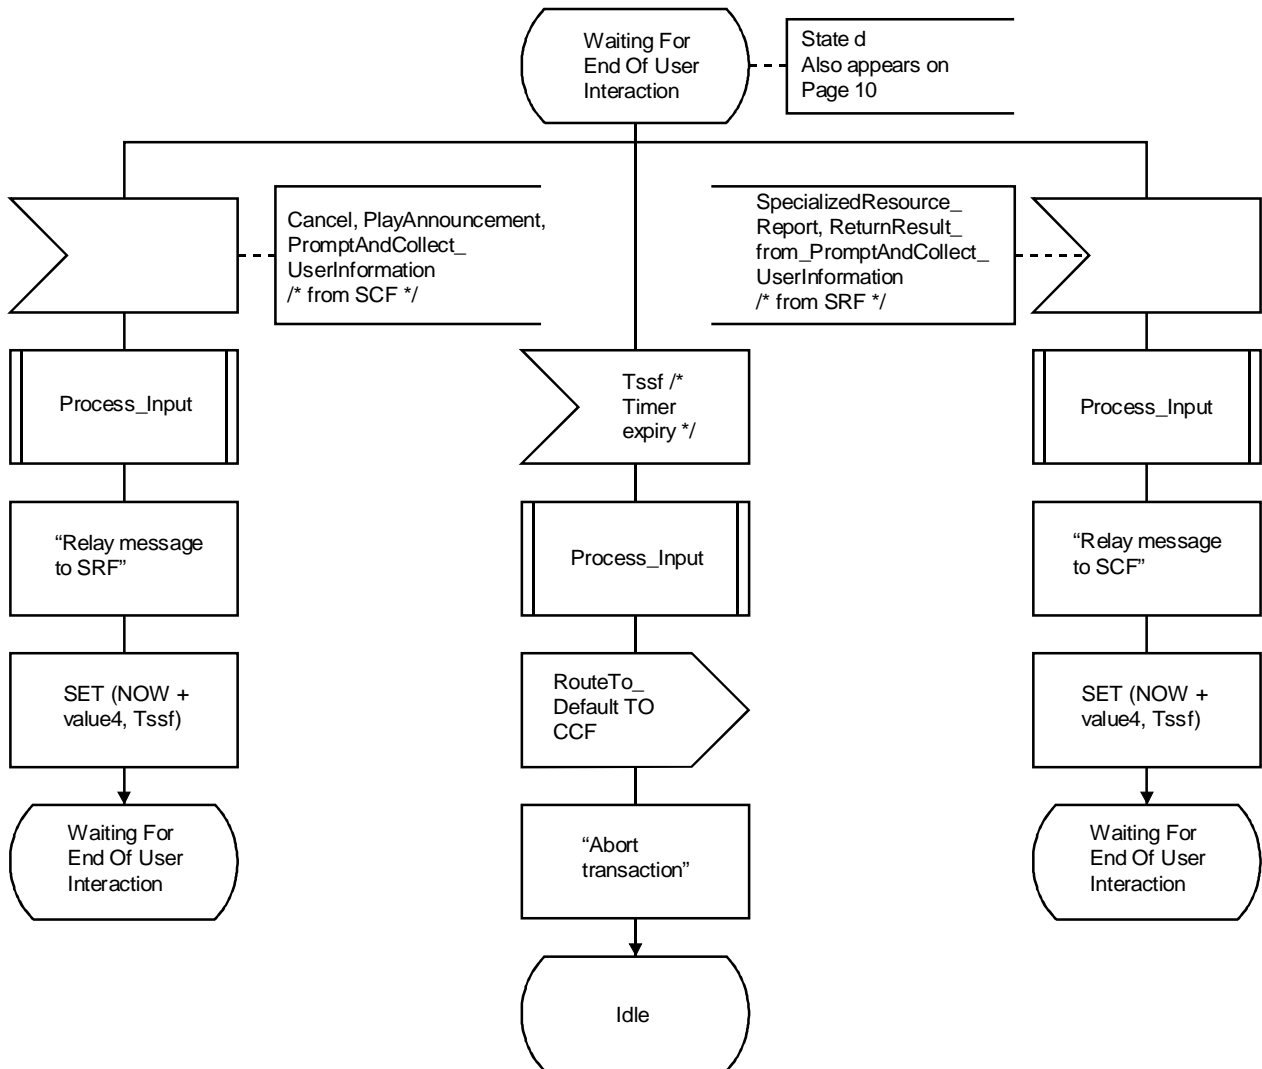 Waiting For
End Of User
Interaction
State d
Also appears on
Page 10
Cancel, PlayAnnouncement,
PromptAndCollect_
UserInformation
/* from SCF */
SpecializedResource_
Report, ReturnResult_
from_PromptAndCollect_
UserInformation
/* from SRF */
Process_Input
Tssf /*
Timer
expiry */
Process_Input
“Relay message
to SRF”
Process_Input
“Relay message
to SCF”
SET (NOW +
value4, Tssf)
RouteTo_
Default TO
CCF
SET (NOW +
value4, Tssf)
Waiting For
End Of User
Interaction
“Abort
transaction”
Waiting For
End Of User
Interaction
Idle